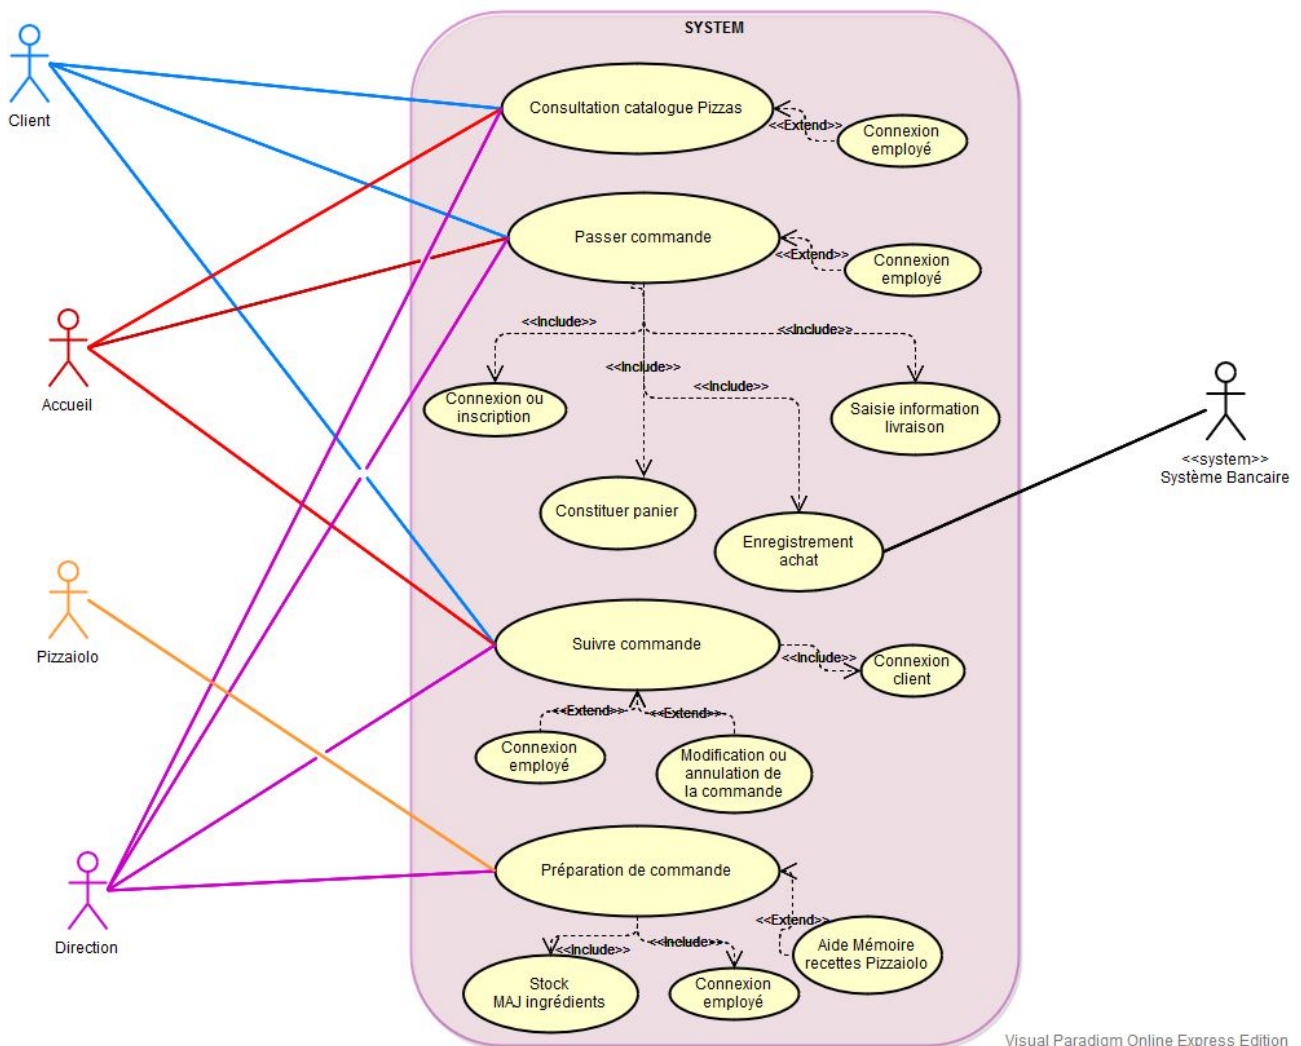 SYSTEM
Client
Consultation catalogue Pizzas
<<Extend>>
Connexion
employé
Passer commande
<<Extend>>
Connexion
employé
<<Include>>
<<Include>>
<<Include>>
<<Include>>
Accueil
Connexion ou
inscription
Saisie information
livraison
<<system>>
Système Bancaire
Constituer panier
Enregistrement
achat
Pizzaiolo
Suivre commande
<<Include>>
Connexion
client
<<Extend>>
<<Extend>>
Connexion
employé
Modification ou
annulation de
la commande
Préparation de commande
Direction
<<Extend>>
<<Include>>
<<Include>>
Aide Mémoire
recettes Pizzaiolo
Stock
MAJ ingrédients
Connexion
employé
Visual Paradigm Online Express Edition